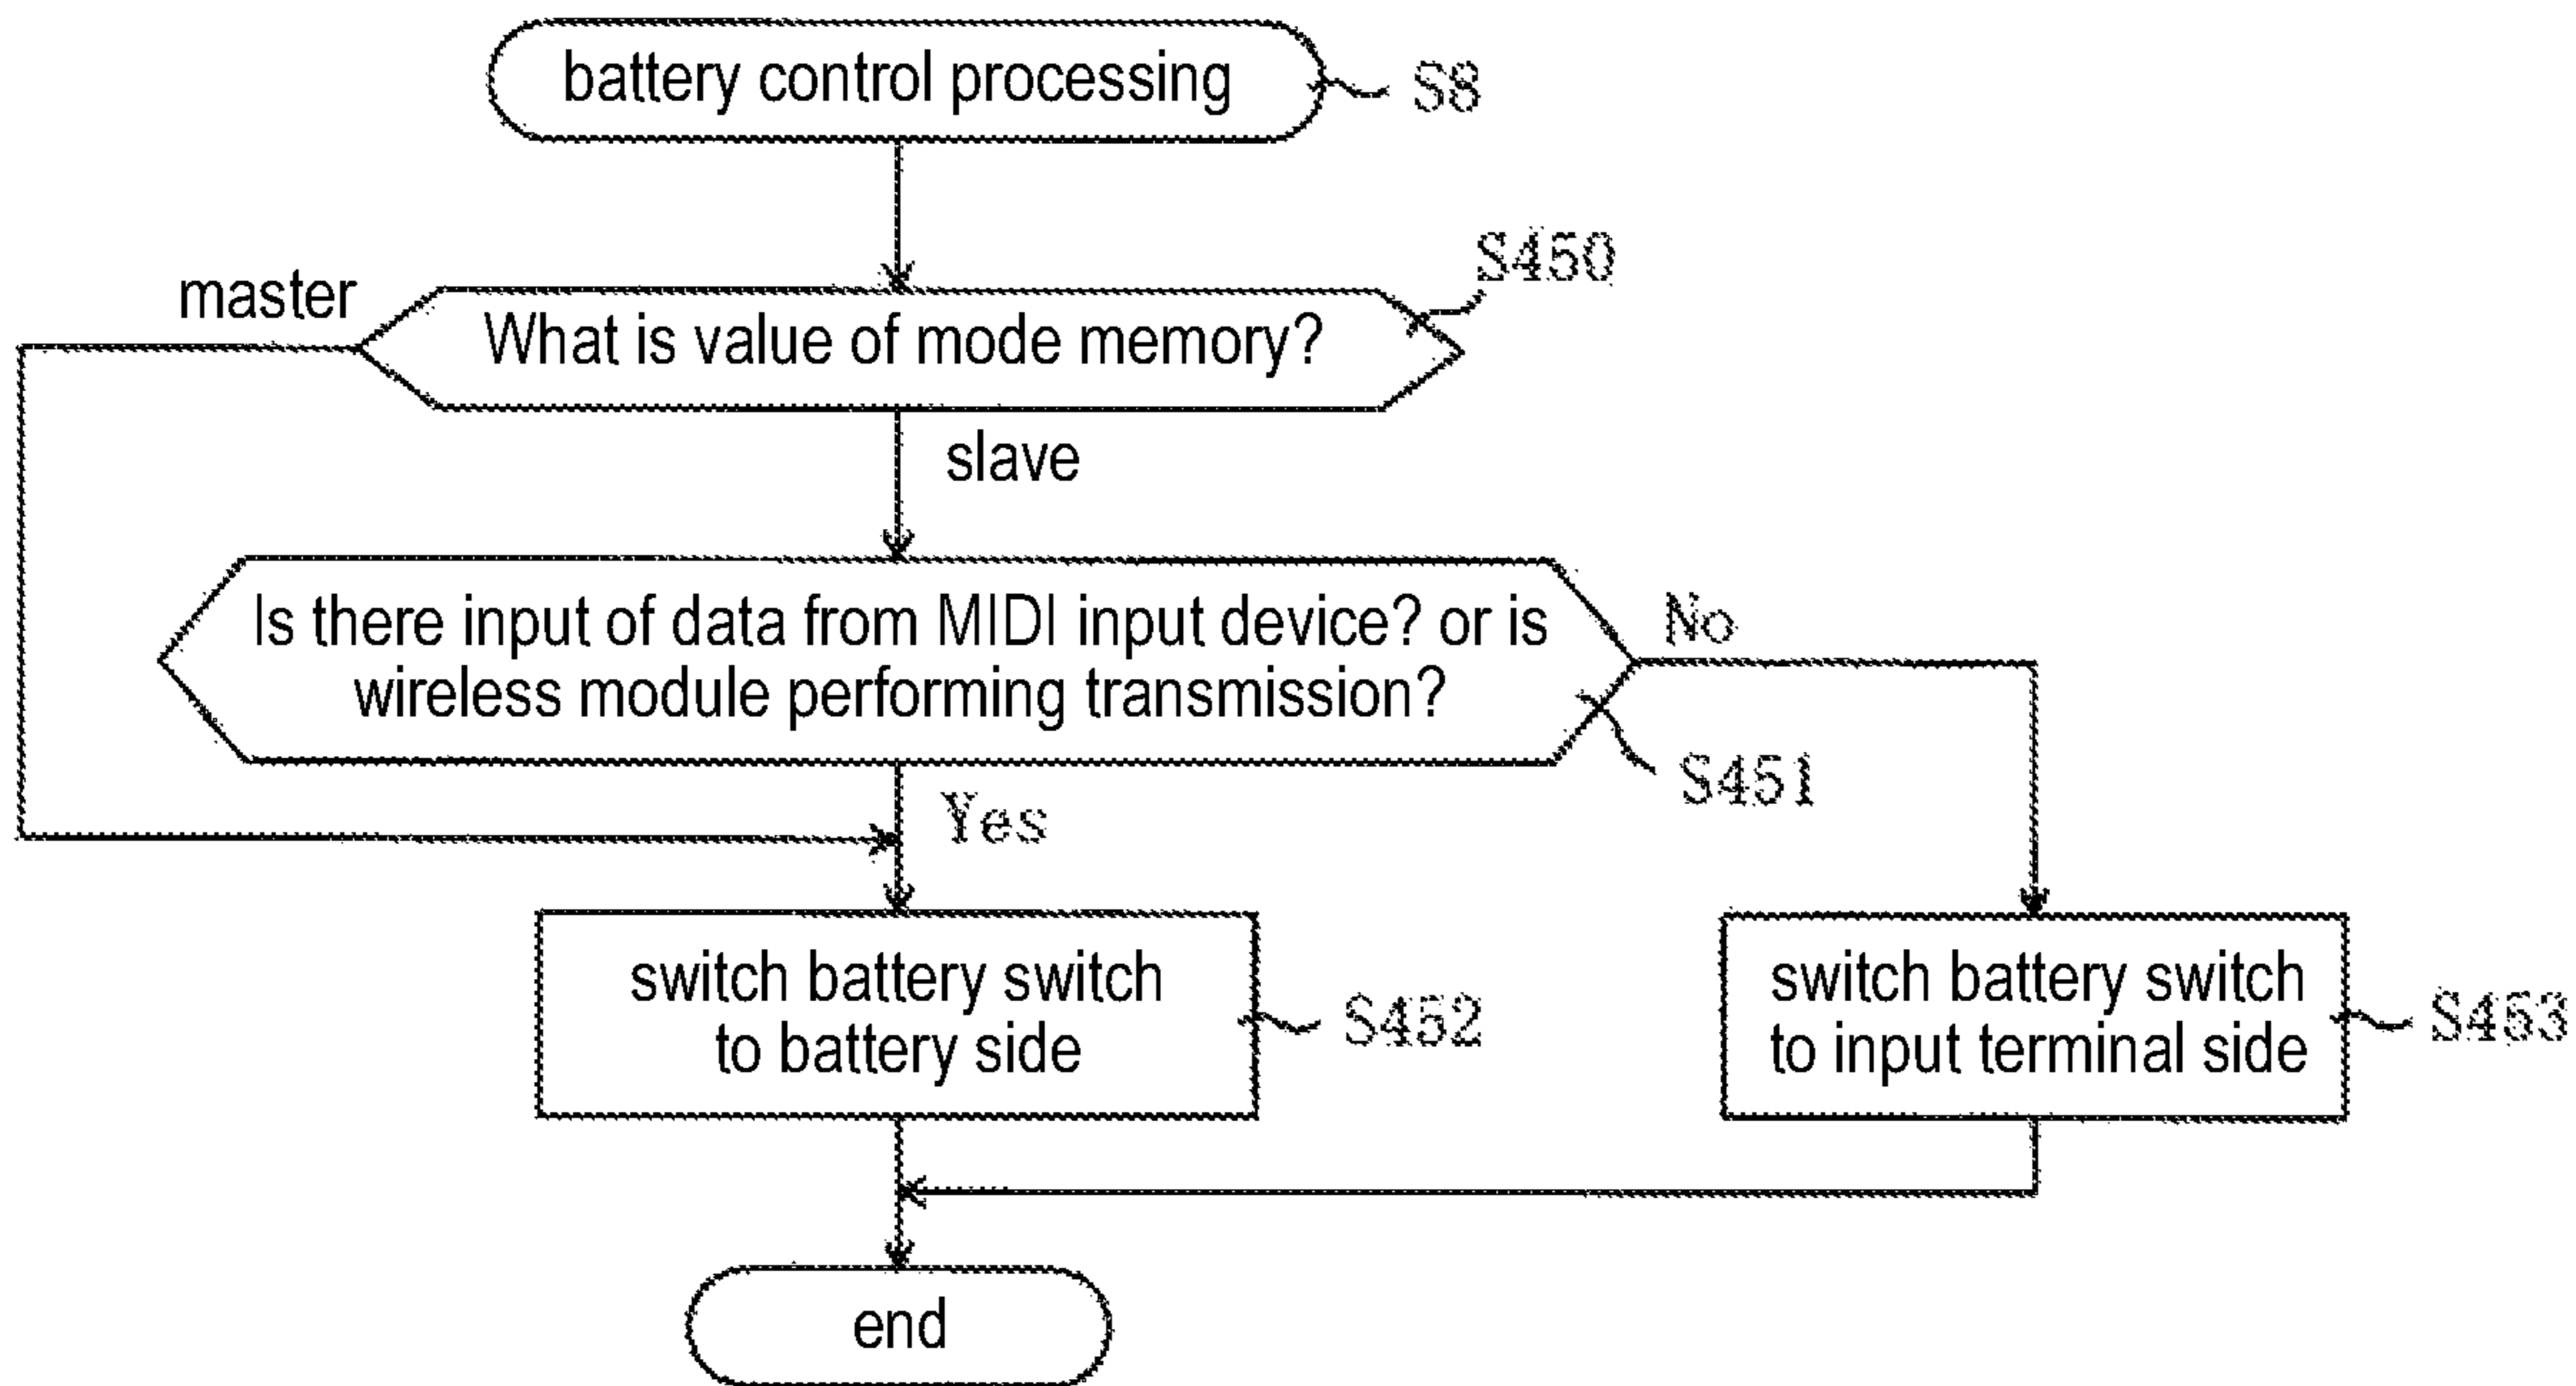 battery control processing
S8
S450
master
What is value of mode memory?
slave
Is there input of data from MIDI input device? or is
wireless module performing transmission?
No
S451
Yes
switch battery switch
to battery side
S452
switch battery switch
to input terminal side
S453
end